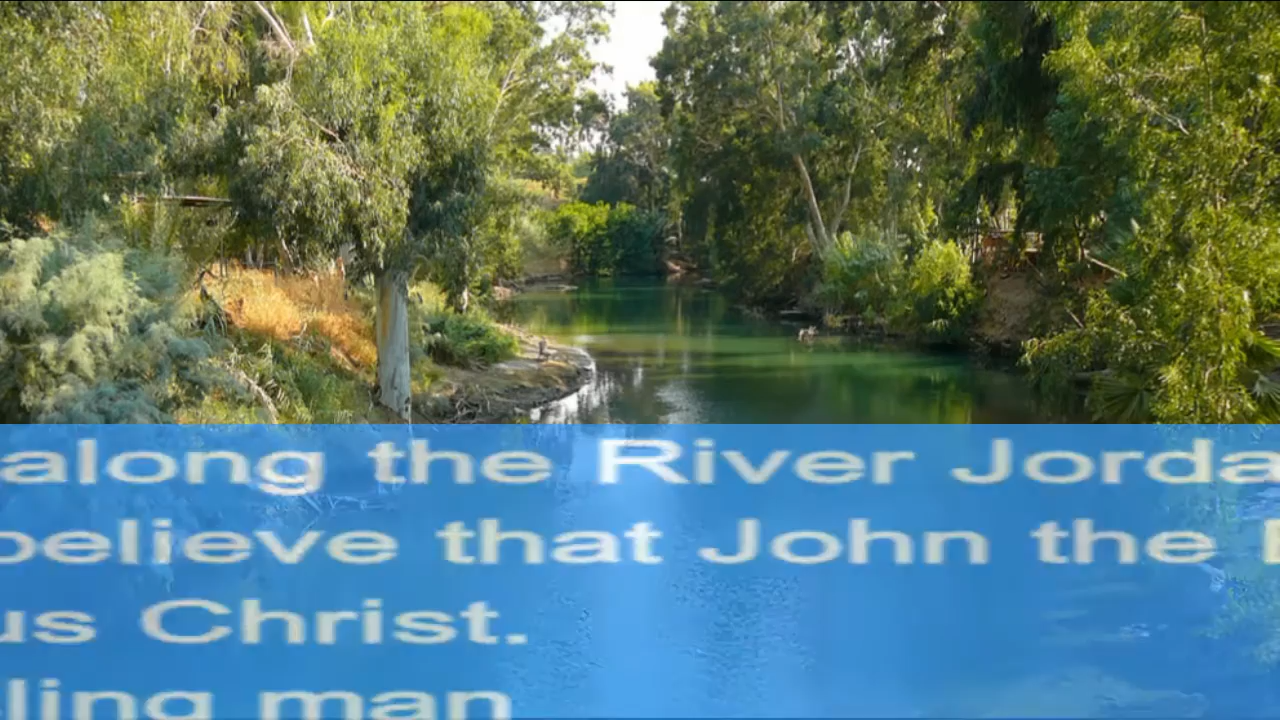 along the River Jorda
believe that John the
us Christ.
ling man